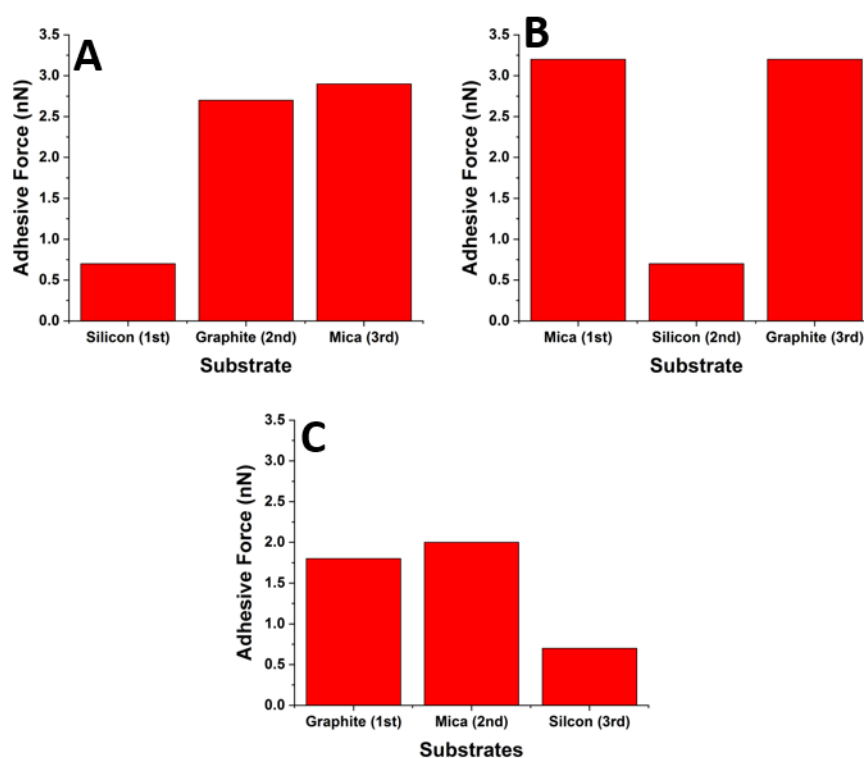 A
Adhesive Force (nN)
3.5
3.0
2.5
2.0
1.5
1.0
0.5
0.0
Silicon (1st) Graphite (2nd) Mica (3rd)
Substrate
B
Adhesive Force (nN)
3.5
3.0
2.5
2.0
1.5
1.0
0.5
0.0
Mica (1st) Silicon (2nd) Graphite (3rd)
Substrate
C
Adhesive Force (nN)
3.5
3.0
2.5
2.0
1.5
1.0
0.5
0.0
Graphite (1st) Mica (2nd) Silcon (3rd)
Substrates